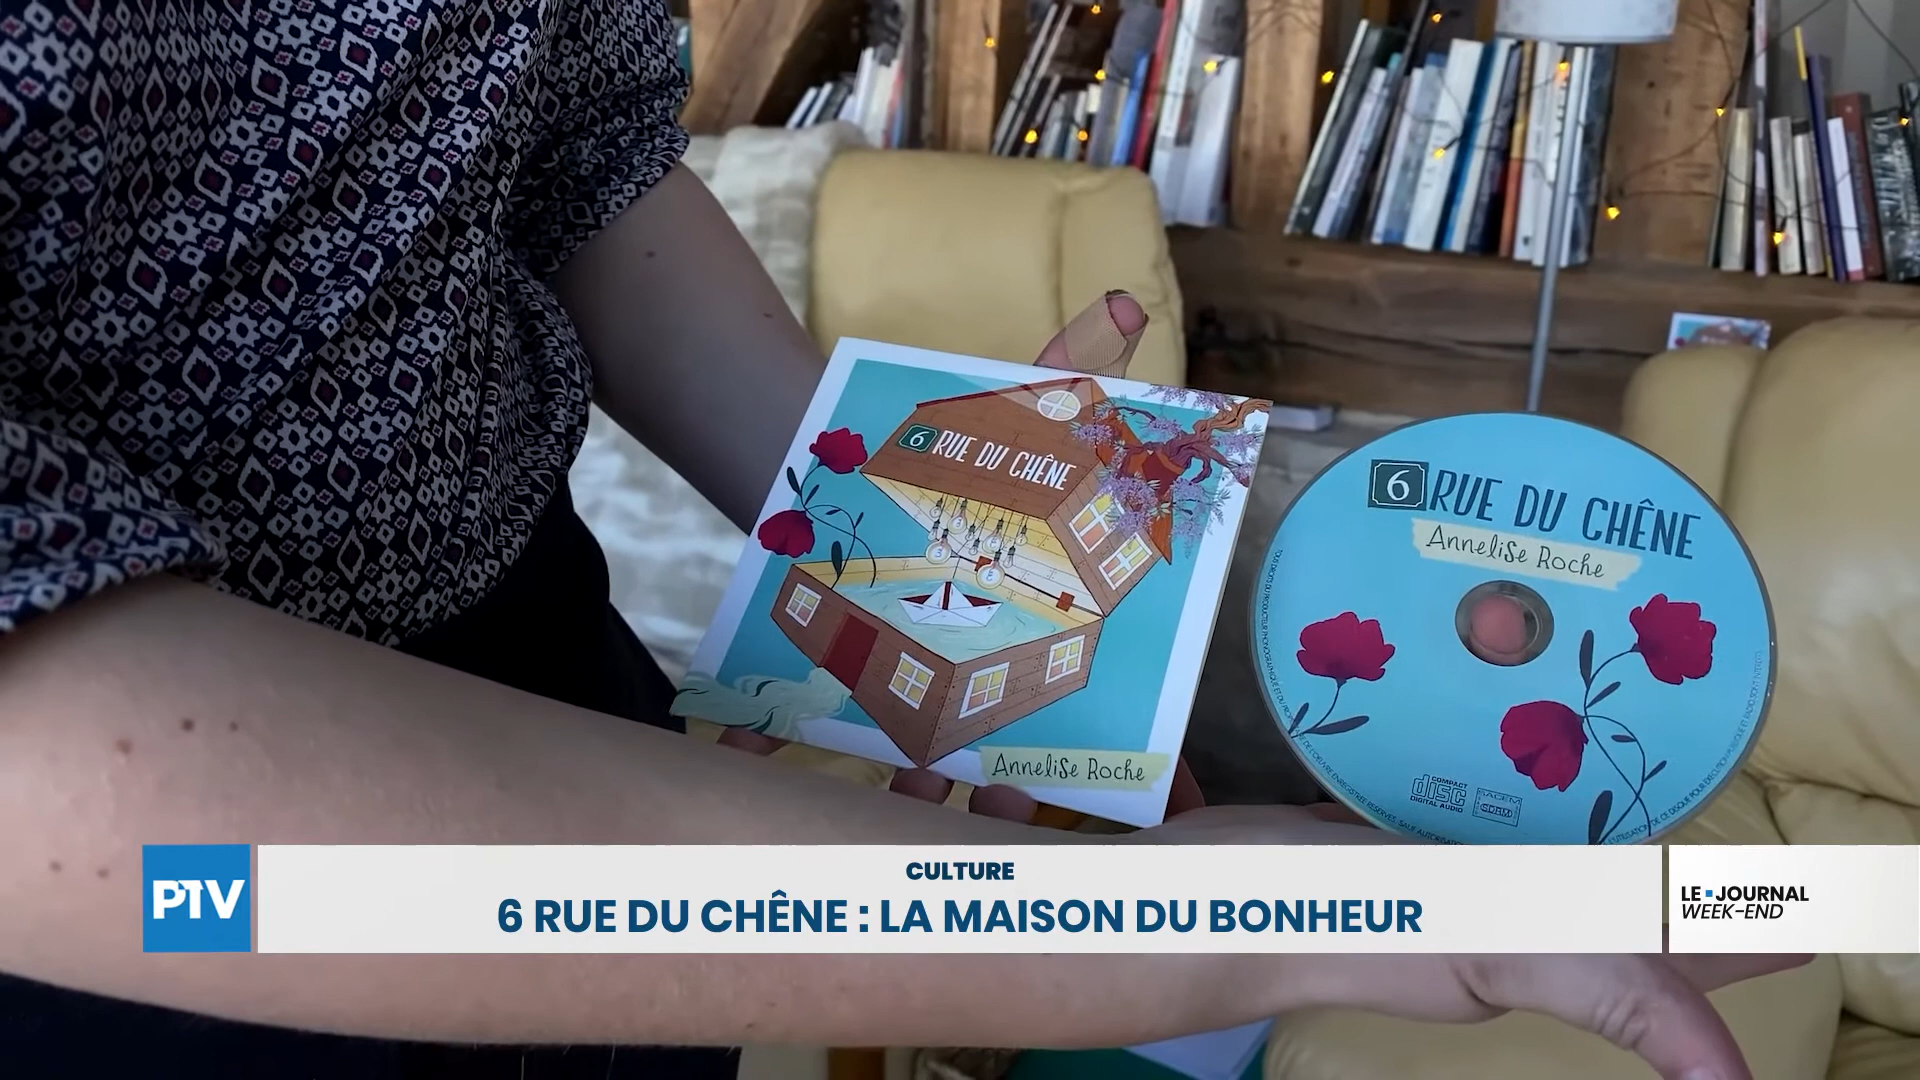 6 RUE DU CHÊNE
Annelise Roche
6 RUE DU CHÊNE
Annelise Roche
COMPACT
disc
DIGITAL AUDIO
SACEM
SDRM
PTV
CULTURE
6 RUE DU CHÊNE : LA MAISON DU BONHEUR
LE JOURNAL
WEEK-END